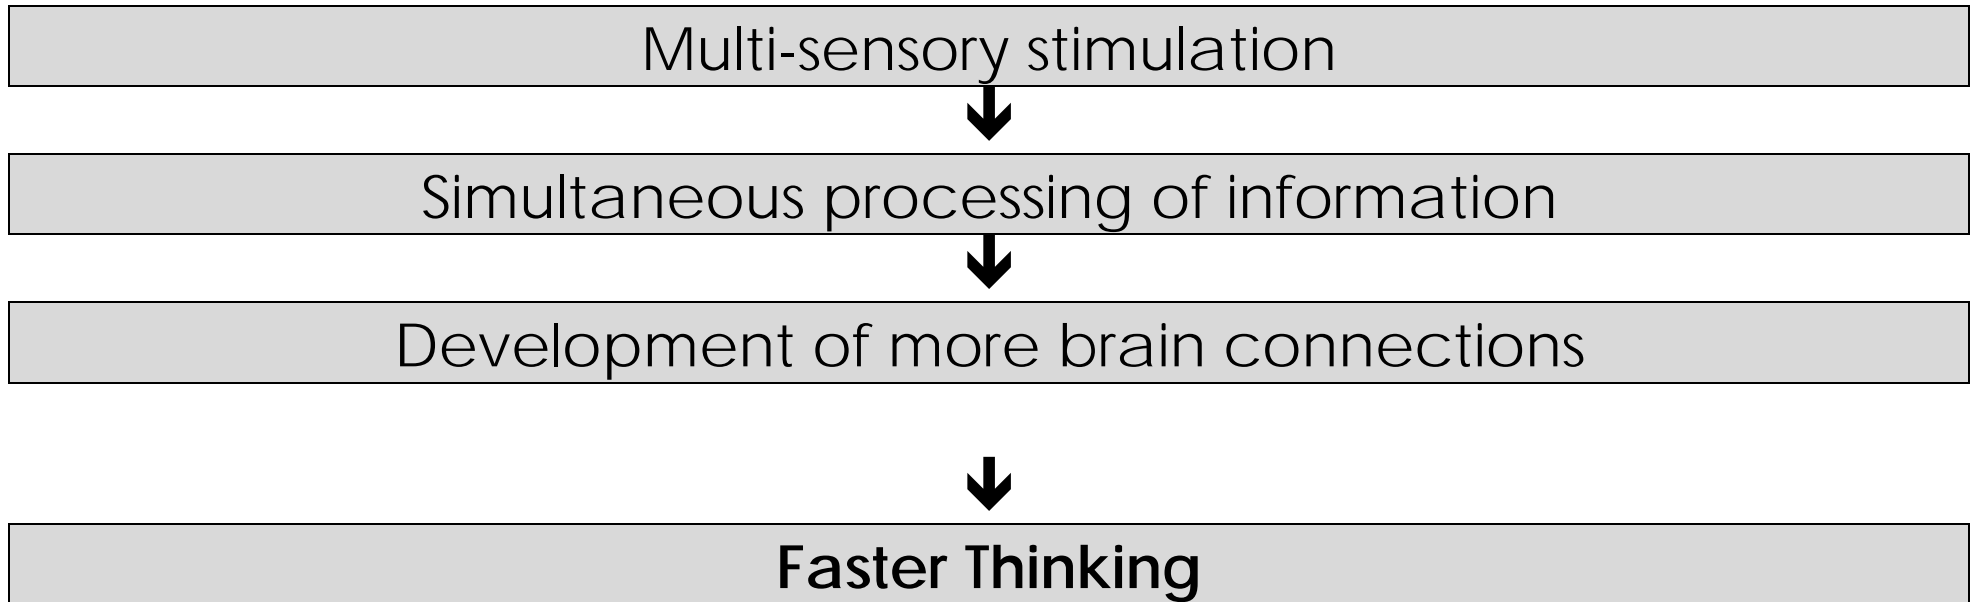 Multi-sensory stimulation
Simultaneous processing of information
Development of more brain connections
Faster Thinking